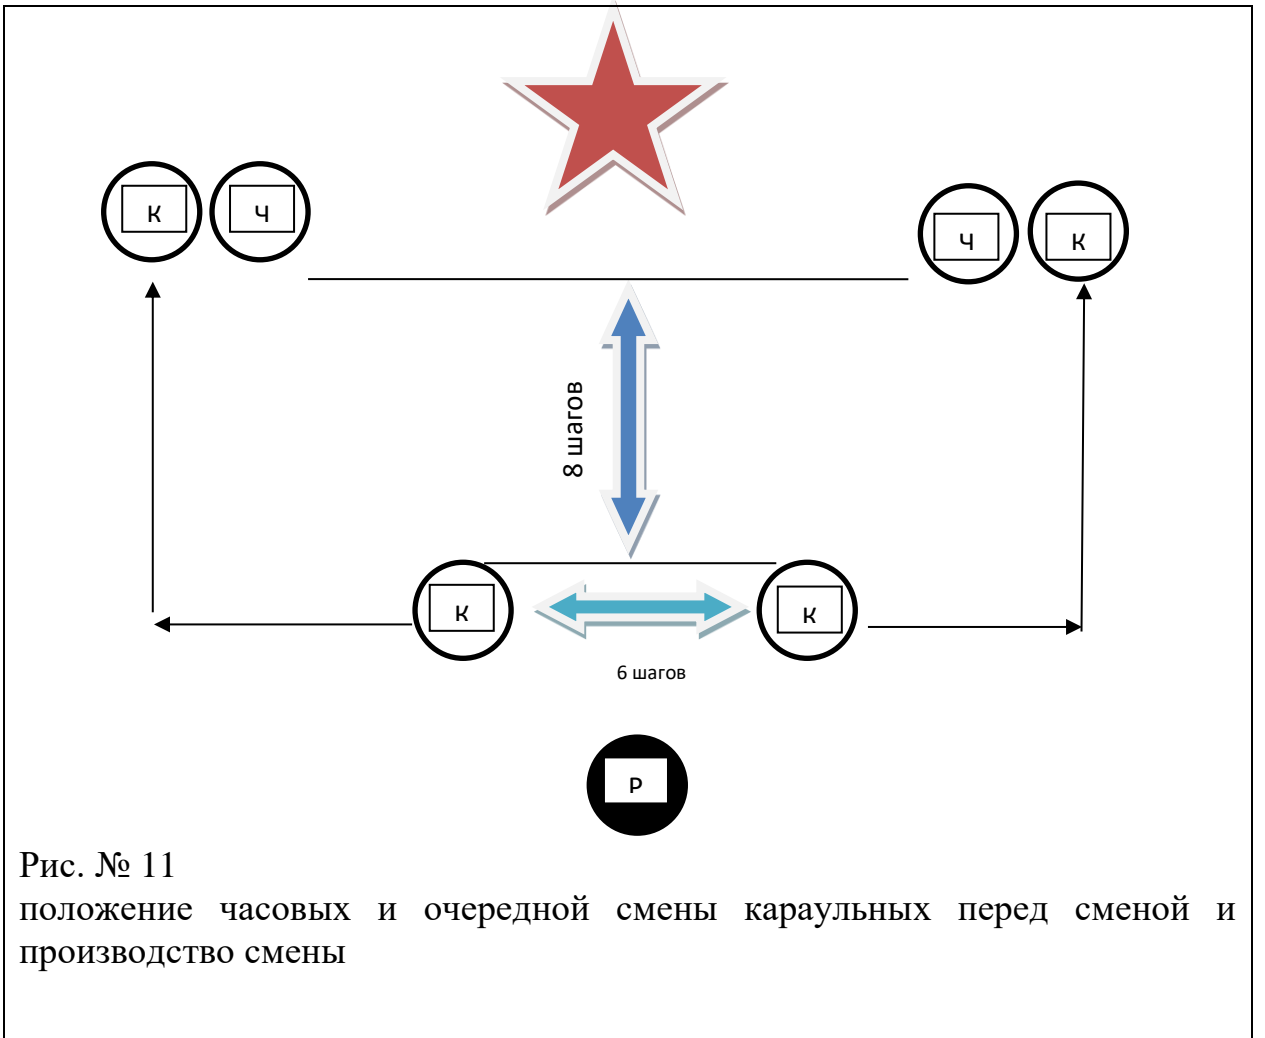 К Ч Ч К
8 шагов
К К
6 шагов
Р
Рис. № 11
положение часовых и очередной смены караульных перед сменой и
производство смены